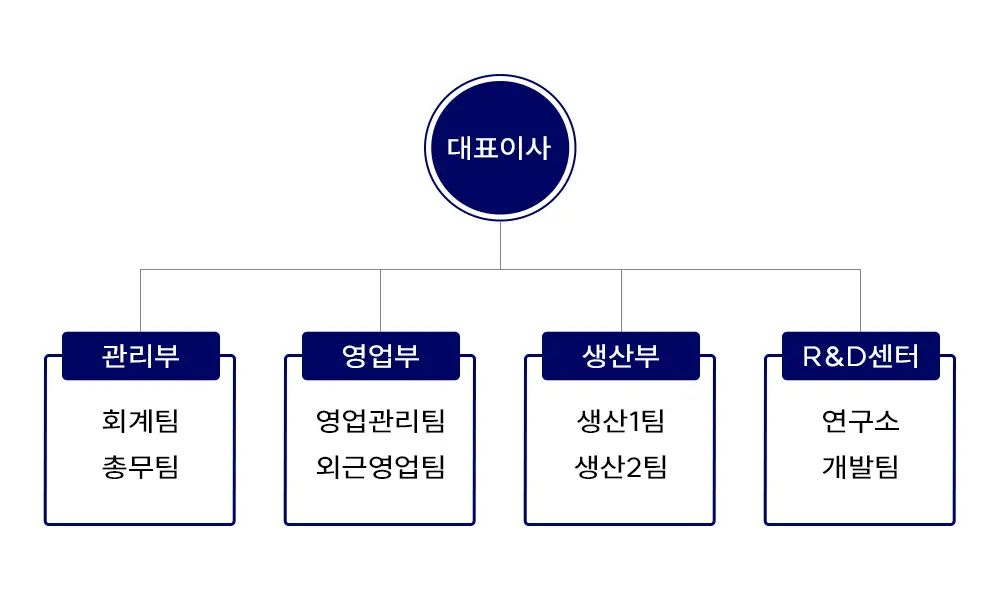 대표이사
관리부
회계팀
총무팀
영업부
영업관리팀
외근영업팀
생산부
생산1팀
생산2팀
R&D센터
연구소
개발팀